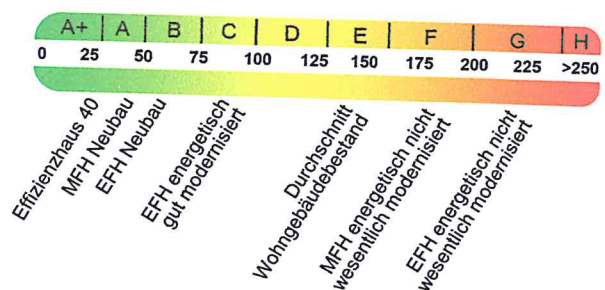 A+ A B C D E F G H
0 25 50 75 100 125 150 175 200 225 >250
Effizienzhaus 40
MFH Neubau
EFH Neubau
EFH energetisch
gut modernisiert
Durchschnitt
Wohngebäudebestand
MFH energetisch nicht
wesentlich modernisiert
EFH energetisch nicht
wesentlich modernisiert